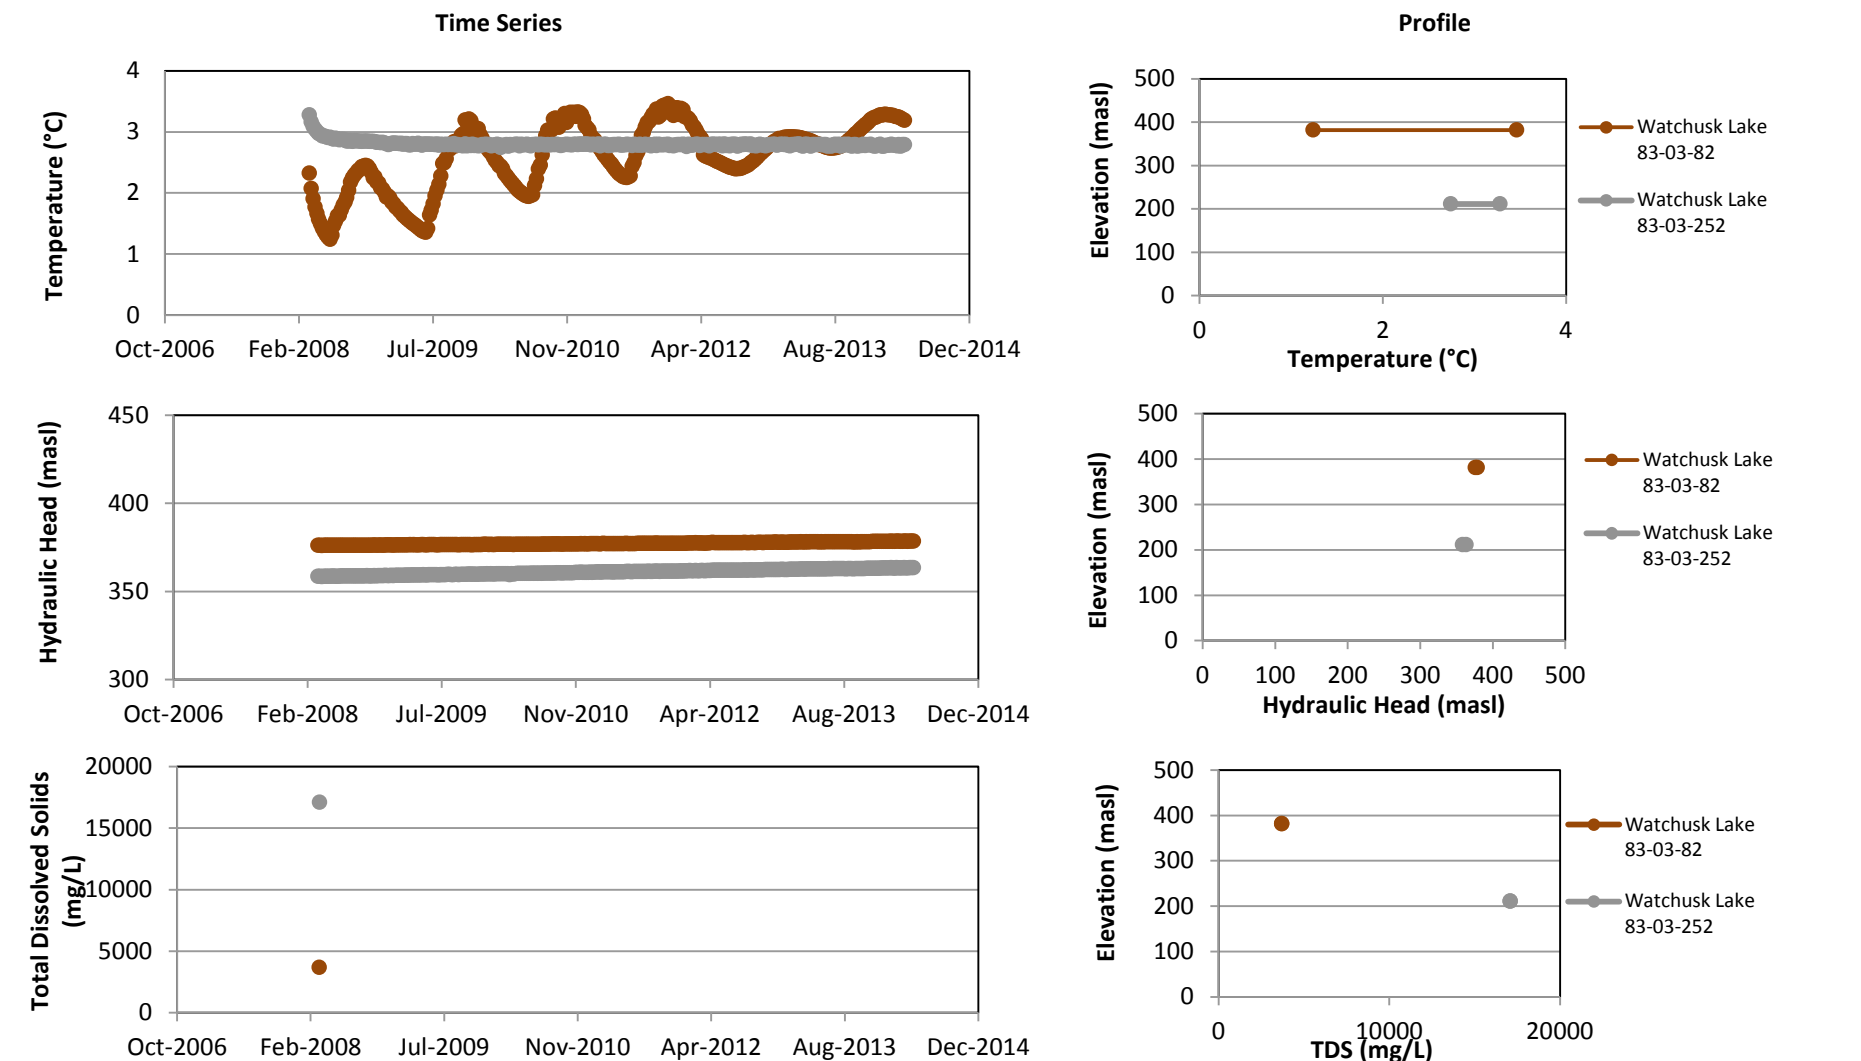 Time Series
Profile
4
3
2
1
0
Temperature (°C)
Oct-2006 Feb-2008 Jul-2009 Nov-2010 Apr-2012 Aug-2013 Dec-2014
500
400
300
200
100
0
Elevation (masl)
0 2 4
Temperature (°C)
Watchusk Lake
83-03-82
Watchusk Lake
83-03-252
450
400
350
300
Hydraulic Head (masl)
Oct-2006 Feb-2008 Jul-2009 Nov-2010 Apr-2012 Aug-2013 Dec-2014
500
400
300
200
100
0
Elevation (masl)
0 100 200 300 400 500
Hydraulic Head (masl)
Watchusk Lake
83-03-82
Watchusk Lake
83-03-252
20000
15000
10000
5000
0
Total Dissolved Solids
(mg/L)
Oct-2006 Feb-2008 Jul-2009 Nov-2010 Apr-2012 Aug-2013 Dec-2014
500
400
300
200
100
0
Elevation (masl)
0 10000 20000
TDS (mg/L)
Watchusk Lake
83-03-82
Watchusk Lake
83-03-252